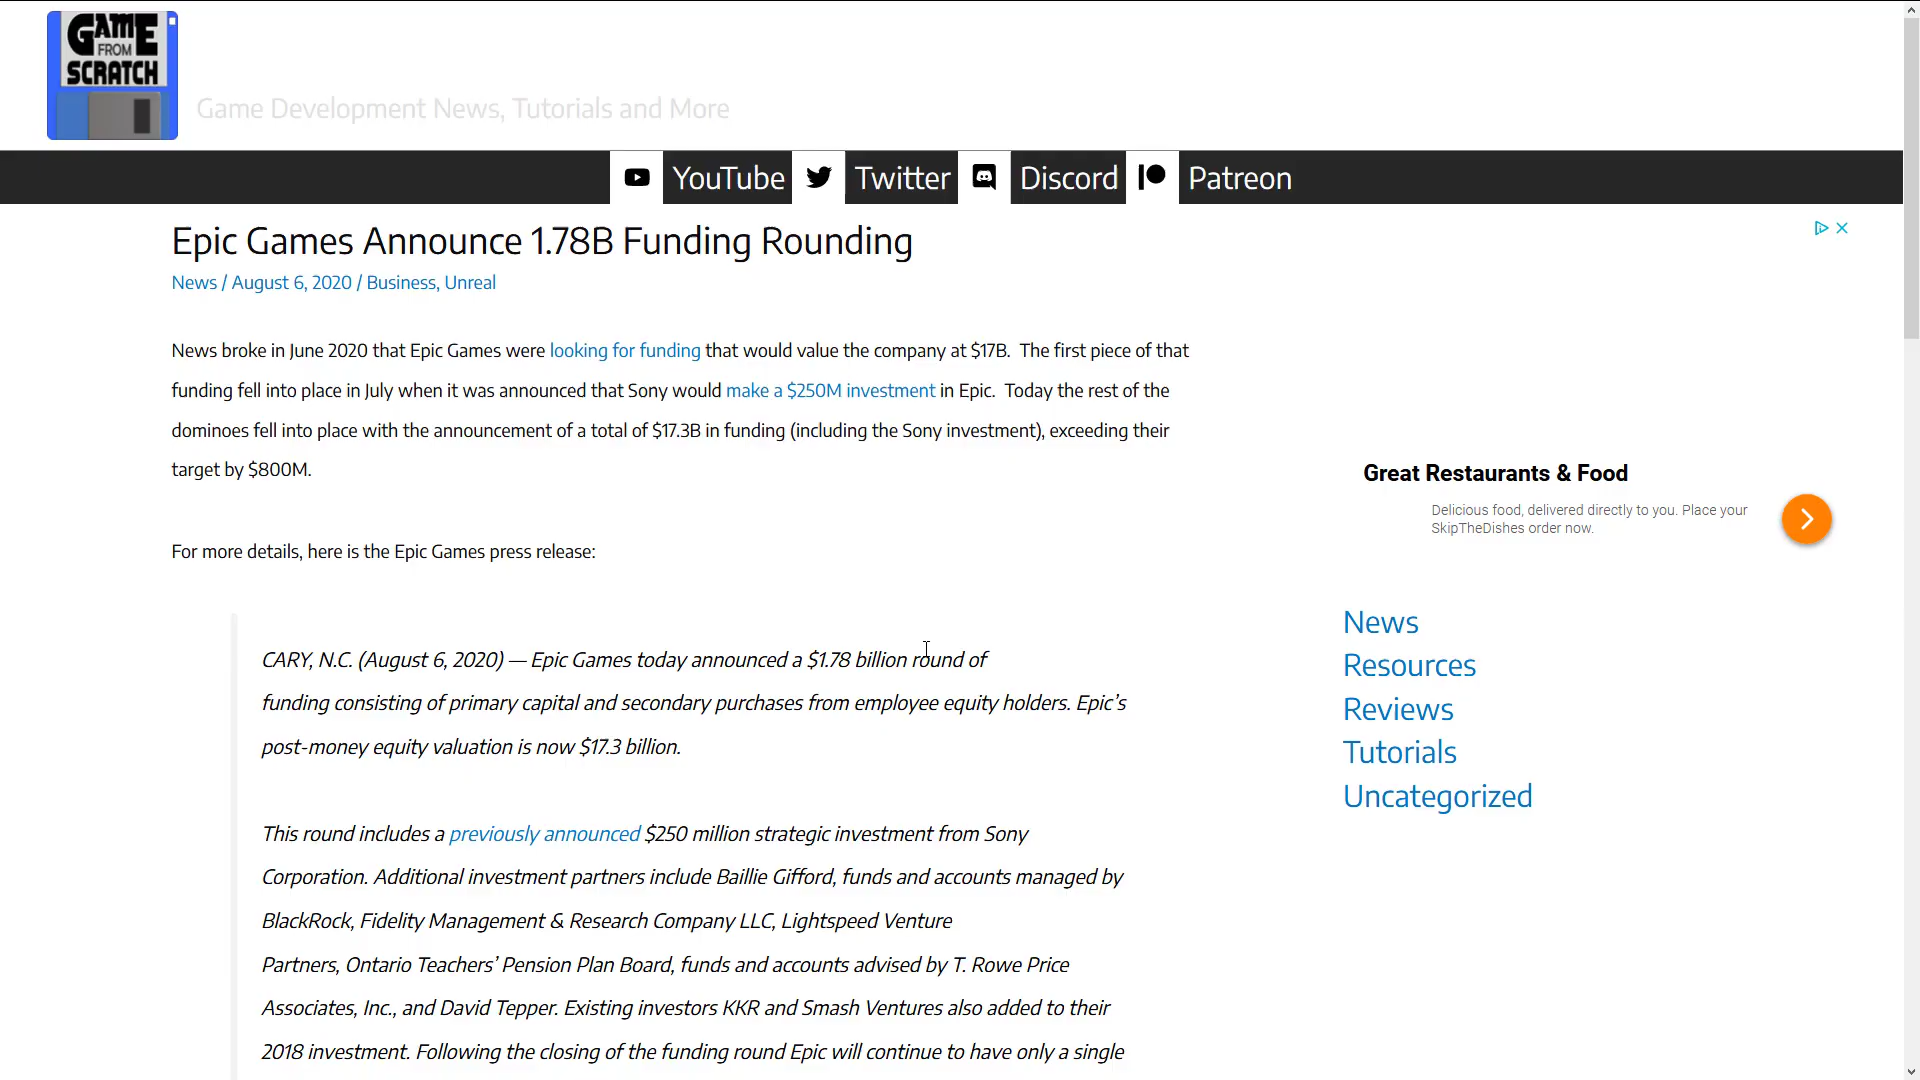 GAME
FROM
SCRATCH
Game Development News, Tutorials and More
YouTube Twitter Discord Patreon
Epic Games Announce 1.78B Funding Rounding
News / August 6, 2020 / Business, Unreal
News broke in June 2020 that Epic Games were looking for funding that would value the company at $17B.  The first piece of that
funding fell into place in July when it was announced that Sony would make a $250M investment in Epic.  Today the rest of the
dominoes fell into place with the announcement of a total of $17.3B in funding (including the Sony investment), exceeding their
target by $800M.
For more details, here is the Epic Games press release:
CARY, N.C. (August 6, 2020) — Epic Games today announced a $1.78 billion round of
funding consisting of primary capital and secondary purchases from employee equity holders. Epic’s
post-money equity valuation is now $17.3 billion.
This round includes a previously announced $250 million strategic investment from Sony
Corporation. Additional investment partners include Baillie Gifford, funds and accounts managed by
BlackRock, Fidelity Management & Research Company LLC, Lightspeed Venture
Partners, Ontario Teachers’ Pension Plan Board, funds and accounts advised by T. Rowe Price
Associates, Inc., and David Tepper. Existing investors KKR and Smash Ventures also added to their
2018 investment. Following the closing of the funding round Epic will continue to have only a single
Great Restaurants & Food
Delicious food, delivered directly to you. Place your
SkipTheDishes order now.
News
Resources
Reviews
Tutorials
Uncategorized